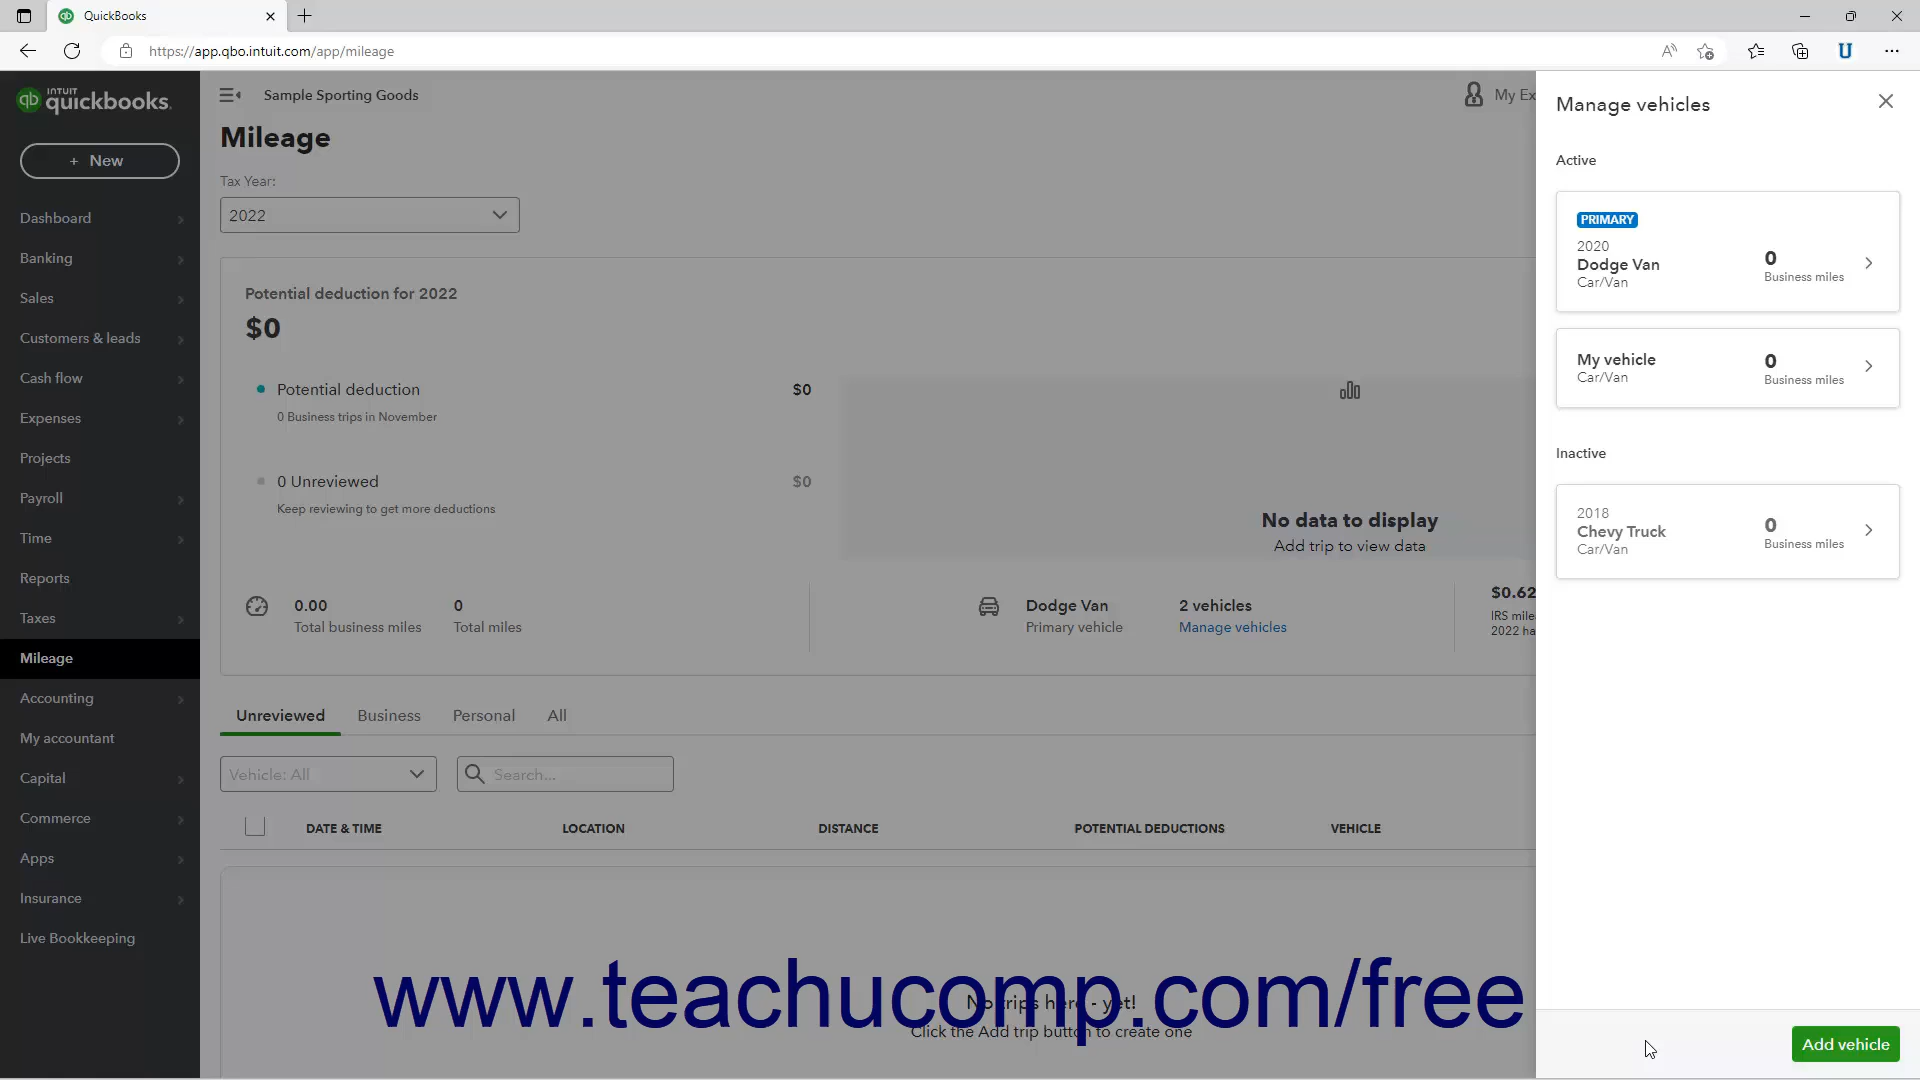 QuickBooks
https://app.qbo.intuit.com/app/mileage
INTUIT
quickbooks.
+ New
Dashboard
Banking
Sales
Customers & leads
Cash flow
Expenses
Projects
Payroll
Time
Reports
Taxes
Mileage
Accounting
My accountant
Capital
Commerce
Apps
Insurance
Live Bookkeeping
Sample Sporting Goods
My Ex
Mileage
Tax Year:
2022
Potential deduction for 2022
$0
Potential deduction $0
0 Business trips in November
0 Unreviewed $0
Keep reviewing to get more deductions
No data to display
Add trip to view data
0.00
Total business miles
0
Total miles
Dodge Van
Primary vehicle
2 vehicles
Manage vehicles
$0.62
IRS mile
2022 ha
Unreviewed Business Personal All
Vehicle: All
Search...
DATE & TIME LOCATION DISTANCE POTENTIAL DEDUCTIONS VEHICLE
No trips here - yet!
Click the Add trip button to create one
www.teachucomp.com/free
Manage vehicles
Active
PRIMARY
2020
Dodge Van
Car/Van
0
Business miles
My vehicle
Car/Van
0
Business miles
Inactive
2018
Chevy Truck
Car/Van
0
Business miles
Add vehicle